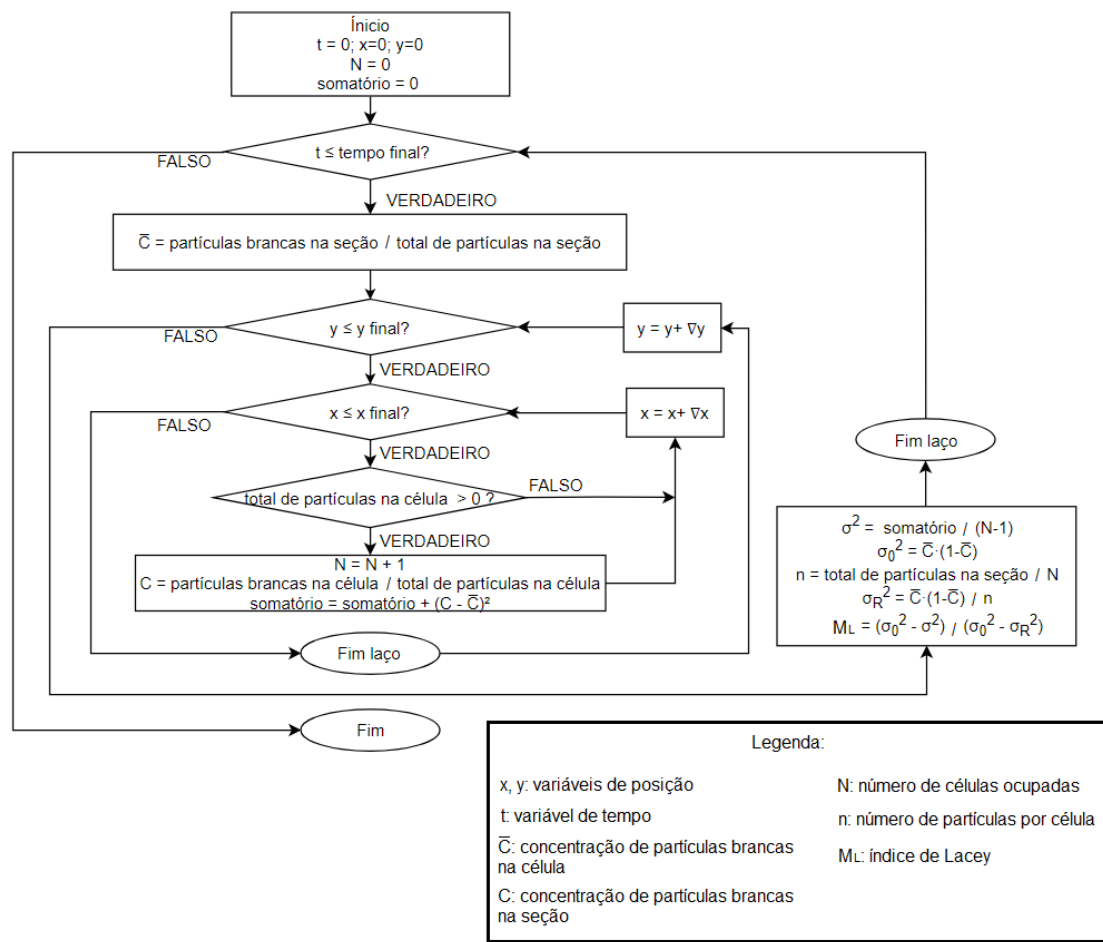 Ínicio
t = 0; x=0; y=0
N = 0
somatório = 0
t ≤ tempo final?
FALSO
VERDADEIRO
C̅ = partículas brancas na seção / total de partículas na seção
y ≤ y final?
y = y+ ∇y
FALSO
VERDADEIRO
x ≤ x final?
x = x+ ∇x
FALSO
VERDADEIRO
total de partículas na célula > 0 ?
FALSO
VERDADEIRO
N = N + 1
C = partículas brancas na célula / total de partículas na célula
somatório = somatório + (C - C̅)²
Fim laço
Fim laço
σ² = somatório / (N-1)
σ₀² = C̅·(1-C̅)
n = total de partículas na seção / N
σ_R² = C̅·(1-C̅) / n
M_L = (σ₀² - σ²) / (σ₀² - σ_R²)
Fim
Legenda:
x, y: variáveis de posição
t: variável de tempo
C̅: concentração de partículas brancas
na célula
C: concentração de partículas brancas
na seção
N: número de células ocupadas
n: número de partículas por célula
M_L: índice de Lacey